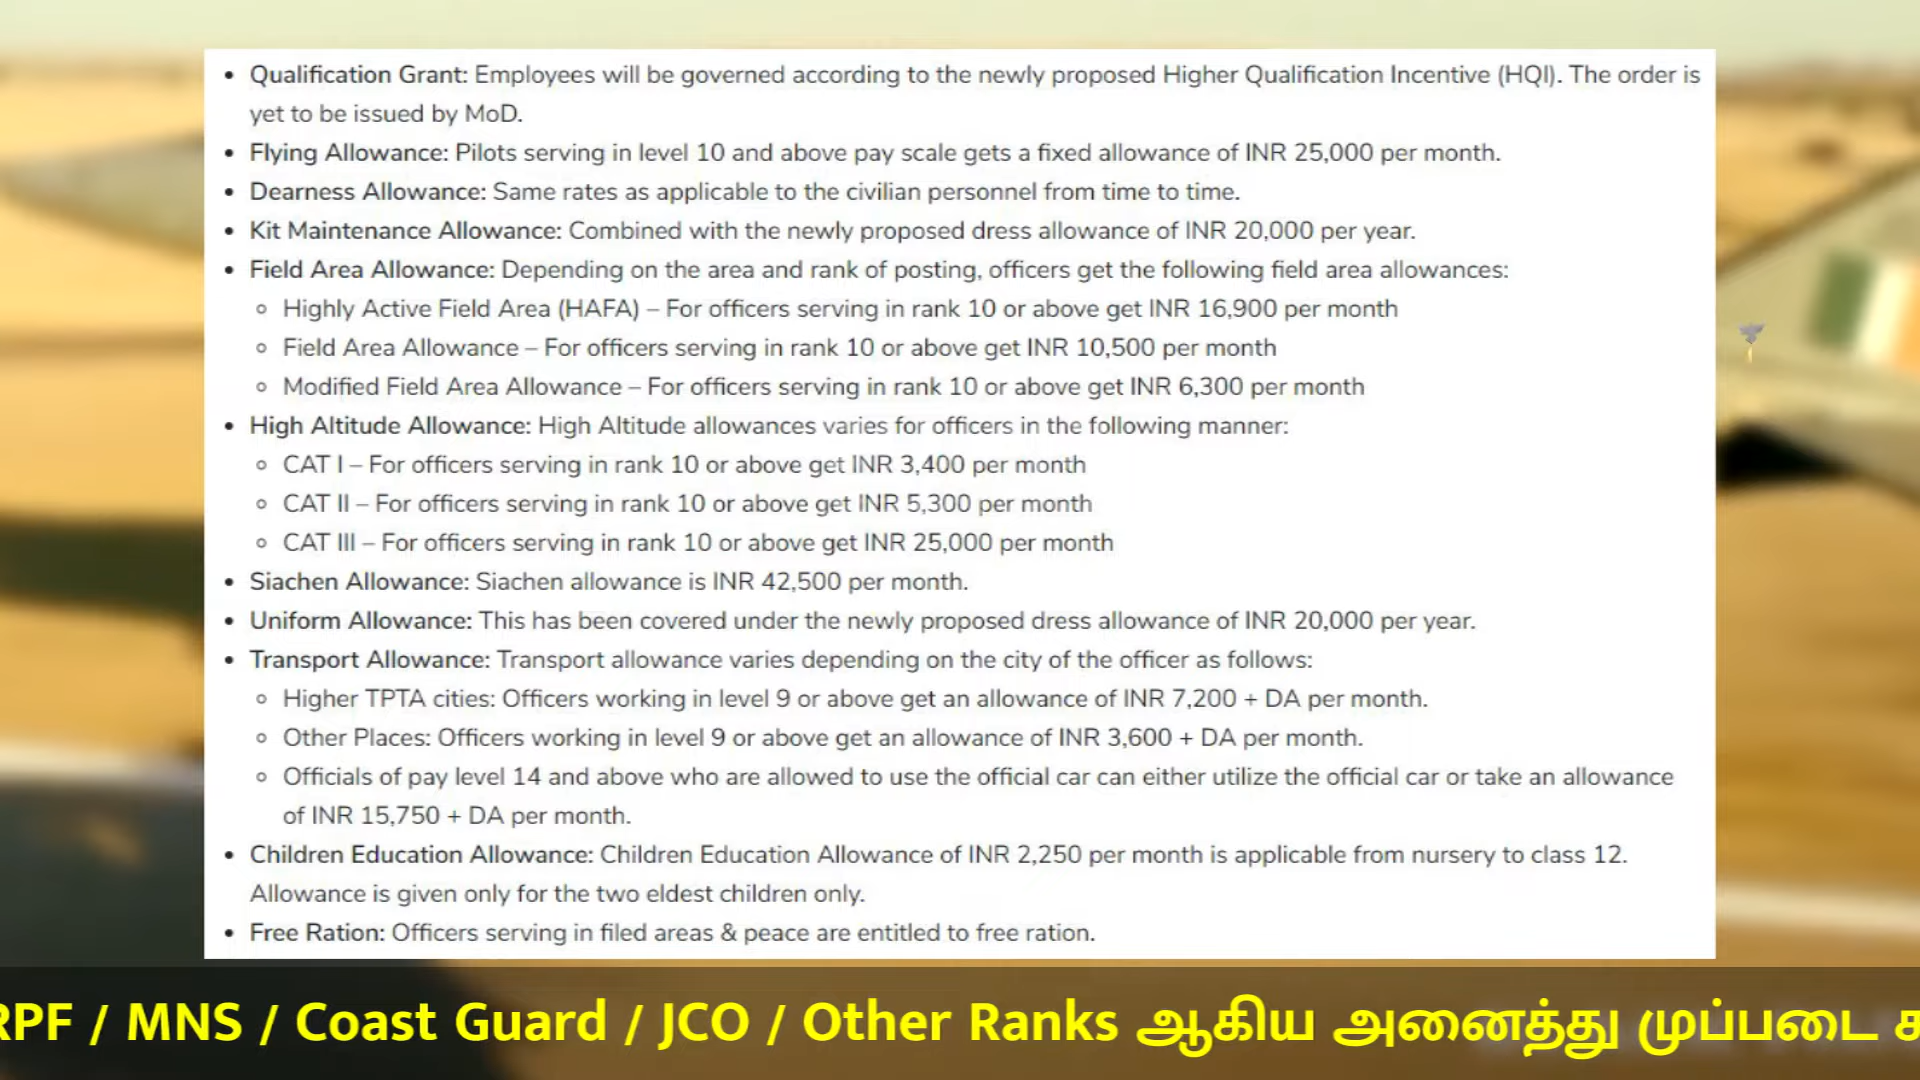 • Qualification Grant: Employees will be governed according to the newly proposed Higher Qualification Incentive (HQI). The order is
yet to be issued by MoD.
• Flying Allowance: Pilots serving in level 10 and above pay scale gets a fixed allowance of INR 25,000 per month.
• Dearness Allowance: Same rates as applicable to the civilian personnel from time to time.
• Kit Maintenance Allowance: Combined with the newly proposed dress allowance of INR 20,000 per year.
• Field Area Allowance: Depending on the area and rank of posting, officers get the following field area allowances:
◦ Highly Active Field Area (HAFA) – For officers serving in rank 10 or above get INR 16,900 per month
◦ Field Area Allowance – For officers serving in rank 10 or above get INR 10,500 per month
◦ Modified Field Area Allowance – For officers serving in rank 10 or above get INR 6,300 per month
• High Altitude Allowance: High Altitude allowances varies for officers in the following manner:
◦ CAT I – For officers serving in rank 10 or above get INR 3,400 per month
◦ CAT II – For officers serving in rank 10 or above get INR 5,300 per month
◦ CAT III – For officers serving in rank 10 or above get INR 25,000 per month
• Siachen Allowance: Siachen allowance is INR 42,500 per month.
• Uniform Allowance: This has been covered under the newly proposed dress allowance of INR 20,000 per year.
• Transport Allowance: Transport allowance varies depending on the city of the officer as follows:
◦ Higher TPTA cities: Officers working in level 9 or above get an allowance of INR 7,200 + DA per month.
◦ Other Places: Officers working in level 9 or above get an allowance of INR 3,600 + DA per month.
◦ Officials of pay level 14 and above who are allowed to use the official car can either utilize the official car or take an allowance
of INR 15,750 + DA per month.
• Children Education Allowance: Children Education Allowance of INR 2,250 per month is applicable from nursery to class 12.
Allowance is given only for the two eldest children only.
• Free Ration: Officers serving in filed areas & peace are entitled to free ration.
RPF / MNS / Coast Guard / JCO / Other Ranks ஆகிய அனைத்து முப்படை